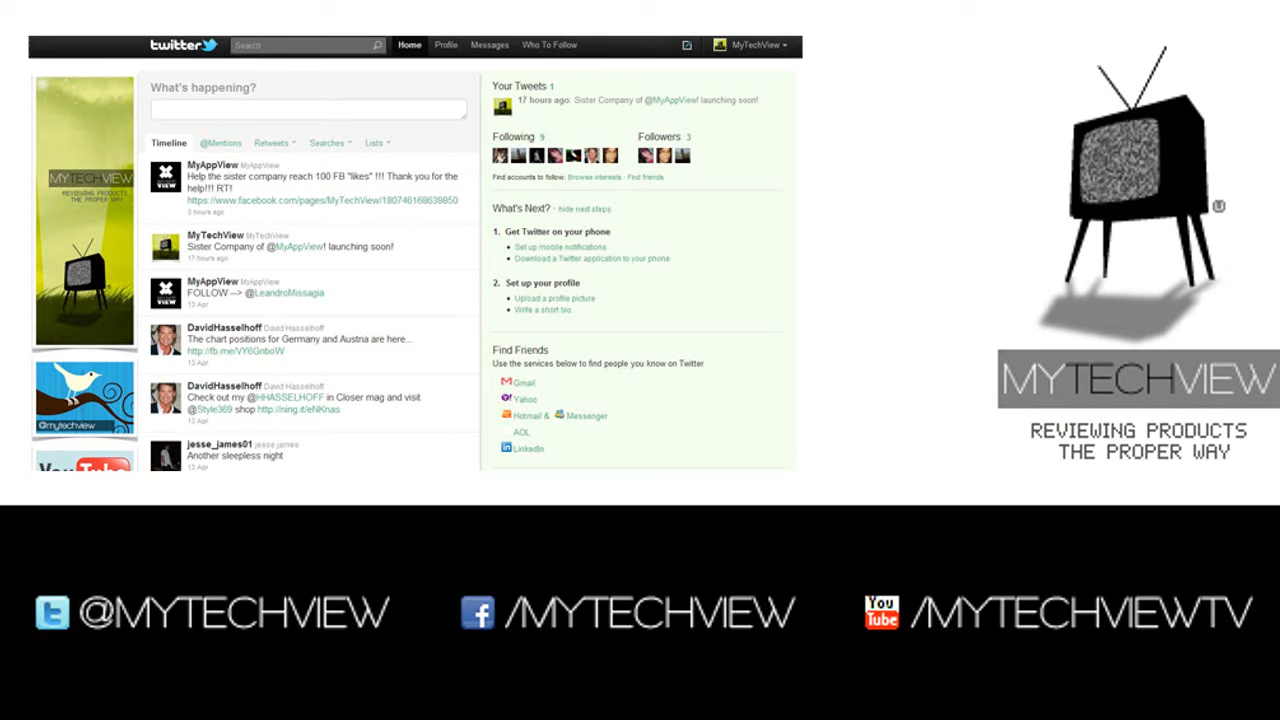 twitter Search Home Profile Messages Who To Follow MyTechView
What's happening?
Timeline @Mentions Retweets Searches Lists
MyAppView MyAppView
Help the sister company reach 100 FB "likes" !!! Thank you for the
help!!! RT!
https://www.facebook.com/pages/MyTechView/180746168639850
3 hours ago
MyTechView MyTechView
Sister Company of @MyAppView! launching soon!
17 hours ago
MyAppView MyAppView
FOLLOW --> @LeandroMissagia
13 Apr
DavidHasselhoff David Hasselhoff
The chart positions for Germany and Austria are here...
http://fb.me/VY6GnboW
13 Apr
DavidHasselhoff David Hasselhoff
Check out my @HHASSELHOFF in Closer mag and visit
@Style369 shop http://ning.it/eNKnas
13 Apr
jesse_james01 jesse james
Another sleepless night
13 Apr
MYTECHVIEW
REVIEWING PRODUCTS
THE PROPER WAY
@mytechview
YouTube
Your Tweets 1
17 hours ago: Sister Company of @MyAppView! launching soon!
Following 9 Followers 3
Find accounts to follow: Browse interests · Find friends
What's Next? · hide next steps
1. Get Twitter on your phone
Set up mobile notifications
Download a Twitter application to your phone
2. Set up your profile
Upload a profile picture
Write a short bio
Find Friends
Use the services below to find people you know on Twitter
Gmail
Yahoo
Hotmail & Messenger
AOL
LinkedIn
MYTECHVIEW
REVIEWING PRODUCTS
THE PROPER WAY
@MYTECHVIEW /MYTECHVIEW You Tube /MYTECHVIEWTV